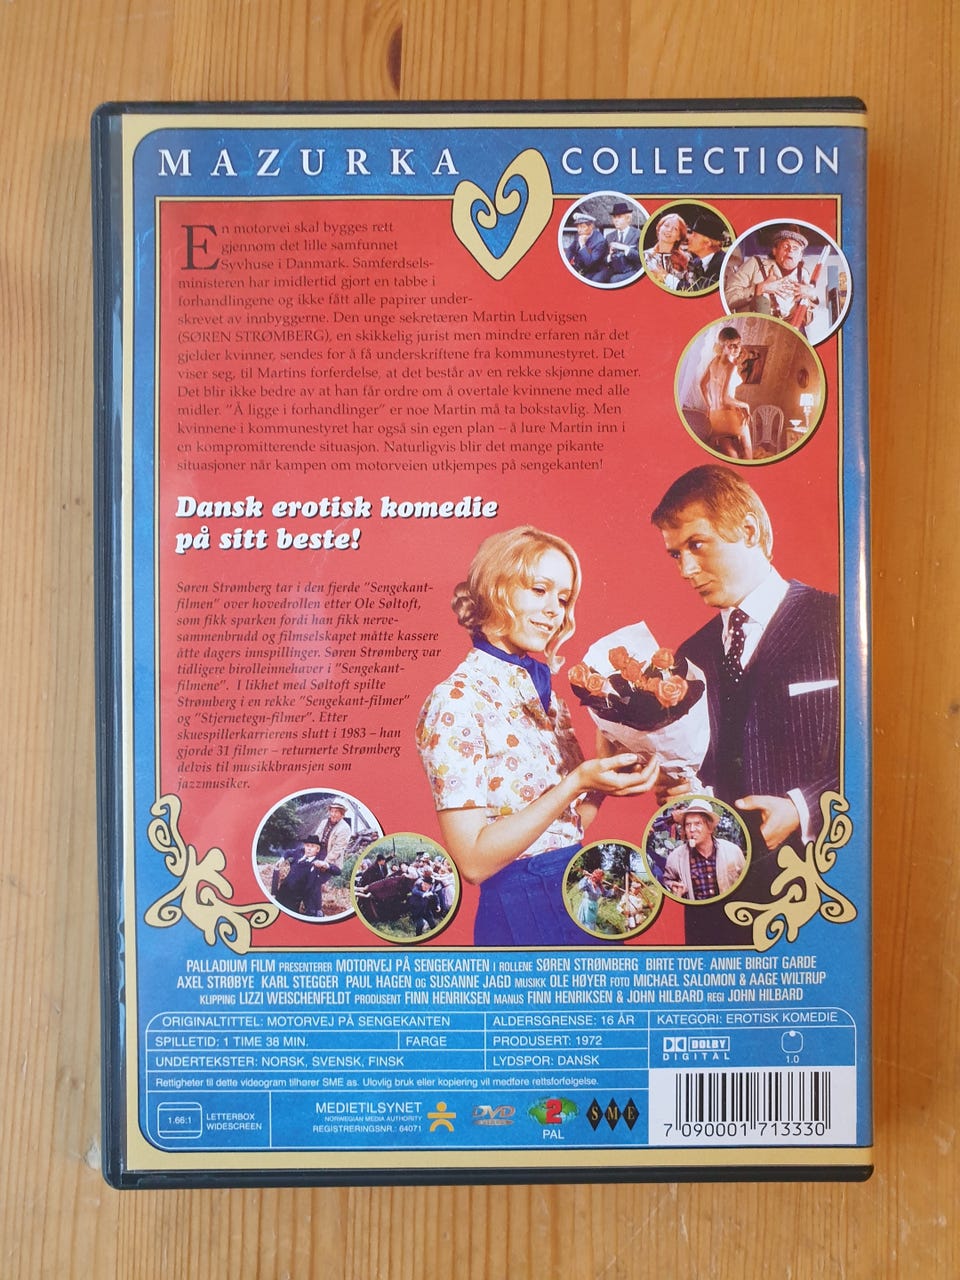 MAZURKA COLLECTION
En motorvei skal bygges rett
gjennom det lille samfunnet
Syvhuse i Danmark. Samferdsels-
ministeren har imidlertid gjort en tabbe i
forhandlingene og ikke fått alle papirer under-
skrevet av innbyggerne. Den unge sekretæren Martin Ludvigsen
(SØREN STRØMBERG), en skikkelig jurist men mindre erfaren når det
gjelder kvinner, sendes for å få underskriftene fra kommunestyret. Det
viser seg, til Martins forferdelse, at det består av en rekke skjønne damer.
Det blir ikke bedre av at han får ordre om å overtale kvinnene med alle
midler. "Å ligge i forhandlinger" er noe Martin må ta bokstavlig. Men
kvinnene i kommunestyret har også sin egen plan – å lure Martin inn i
en kompromitterende situasjon. Naturligvis blir det mange pikante
situasjoner når kampen om motorveien utkjempes på sengekanten!
Dansk erotisk komedie
på sitt beste!
Søren Strømberg tar i den fjerde "Sengekant-
filmen" over hovedrollen etter Ole Søltoft,
som fikk sparken fordi han fikk nerve-
sammenbrudd og filmselskapet måtte kassere
åtte dagers innspillinger. Søren Strømberg var
tidligere birolleinnehaver i "Sengekant-
filmene". I likhet med Søltoft spilte
Strømberg i en rekke "Sengekant-filmer"
og "Stjernetegn-filmer". Etter
skuespillerkarrierens slutt i 1983 – han
gjorde 31 filmer – returnerte Strømberg
delvis til musikkbransjen som
jazzmusiker.
PALLADIUM FILM PRESENTERER MOTORVEJ PÅ SENGEKANTEN I ROLLENE SØREN STRØMBERG BIRTE TOVE ANNIE BIRGIT GARDE
AXEL STRØBYE KARL STEGGER PAUL HAGEN OG SUSANNE JAGD MUSIKK OLE HØYER FOTO MICHAEL SALOMON & AAGE WILTRUP
KLIPPING LIZZI WEISCHENFELDT PRODUSENT FINN HENRIKSEN MANUS FINN HENRIKSEN & JOHN HILBARD REGI JOHN HILBARD
ORIGINALTITTEL: MOTORVEJ PÅ SENGEKANTEN ALDERSGRENSE: 16 ÅR KATEGORI: EROTISK KOMEDIE
SPILLETID: 1 TIME 38 MIN. FARGE PRODUSERT: 1972
UNDERTEKSTER: NORSK, SVENSK, FINSK LYDSPOR: DANSK
DOLBY
DIGITAL 1.0
Rettigheter til dette videogram tilhører SME as. Ulovlig bruk eller kopiering vil medføre rettsforfølgelse.
1.66:1 LETTERBOX
WIDESCREEN
MEDIETILSYNET
NORWEGIAN MEDIA AUTHORITY
REGISTRERINGSNR.: 64071
DVD
VIDEO
2
PAL
SME
7 090001 713330